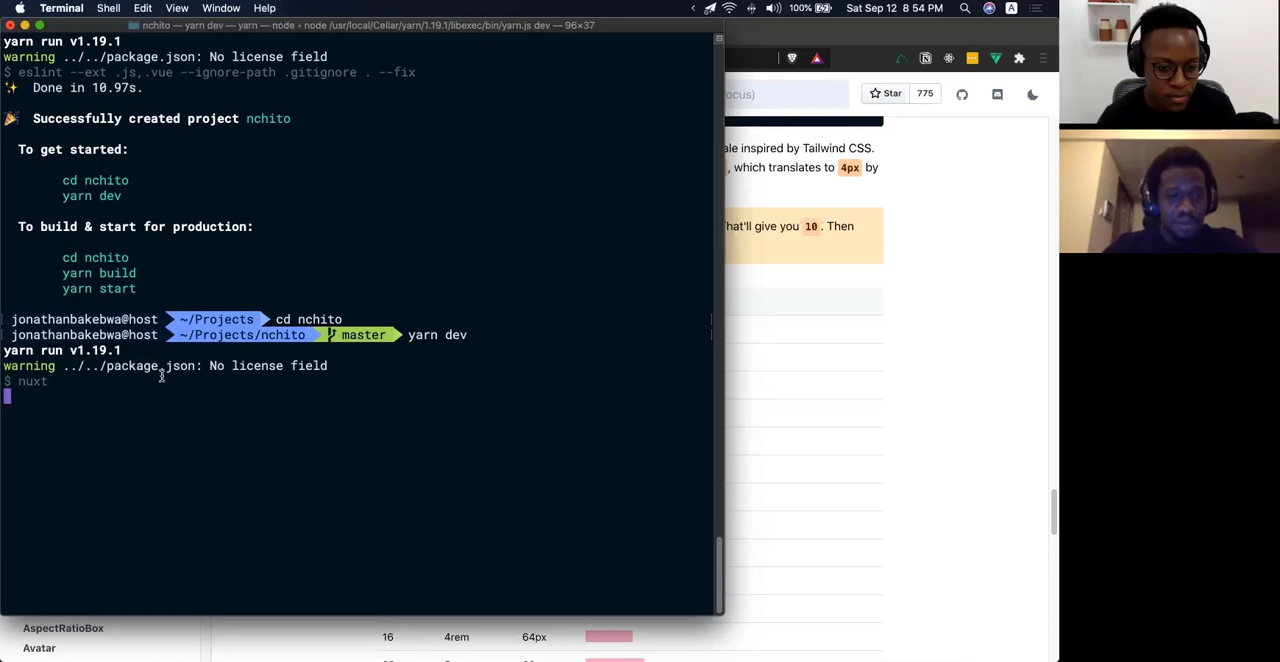 Terminal Shell Edit View Window Help 100% Sat Sep 12 8:54 PM A
nchito — yarn dev — yarn — node ◂ node /usr/local/Cellar/yarn/1.19.1/libexec/bin/yarn.js dev — 96×37
yarn run v1.19.1
warning ../../package.json: No license field
$ eslint --ext .js,.vue --ignore-path .gitignore . --fix
✨ Done in 10.97s.
🎉 Successfully created project nchito
To get started:
cd nchito
yarn dev
To build & start for production:
cd nchito
yarn build
yarn start
jonathanbakebwa@host ~/Projects cd nchito
jonathanbakebwa@host ~/Projects/nchito master yarn dev
yarn run v1.19.1
warning ../../package.json: No license field
$ nuxt
ocus)
Star 775
ale inspired by Tailwind CSS.
, which translates to 4px by
That'll give you 10. Then
AspectRatioBox
Avatar
16 4rem 64px